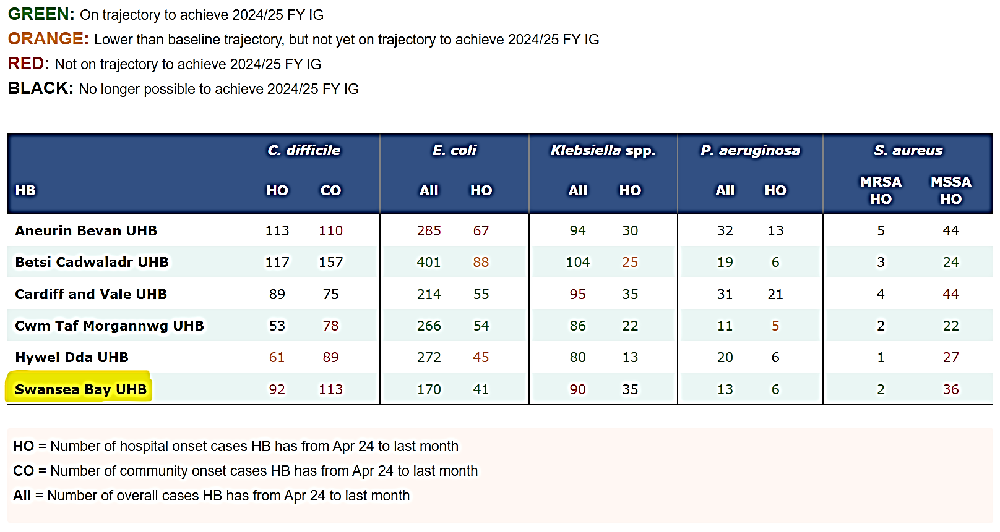 GREEN: On trajectory to achieve 2024/25 FY IG
ORANGE: Lower than baseline trajectory, but not yet on trajectory to achieve 2024/25 FY IG
RED: Not on trajectory to achieve 2024/25 FY IG
BLACK: No longer possible to achieve 2024/25 FY IG
C. difficile E. coli Klebsiella spp. P. aeruginosa S. aureus
HB HO CO All HO All HO All HO MRSA HO MSSA HO
Aneurin Bevan UHB 113 110 285 67 94 30 32 13 5 44
Betsi Cadwaladr UHB 117 157 401 88 104 25 19 6 3 24
Cardiff and Vale UHB 89 75 214 55 95 35 31 21 4 44
Cwm Taf Morgannwg UHB 53 78 266 54 86 22 11 5 2 22
Hywel Dda UHB 61 89 272 45 80 13 20 6 1 27
Swansea Bay UHB 92 113 170 41 90 35 13 6 2 36
HO = Number of hospital onset cases HB has from Apr 24 to last month
CO = Number of community onset cases HB has from Apr 24 to last month
All = Number of overall cases HB has from Apr 24 to last month